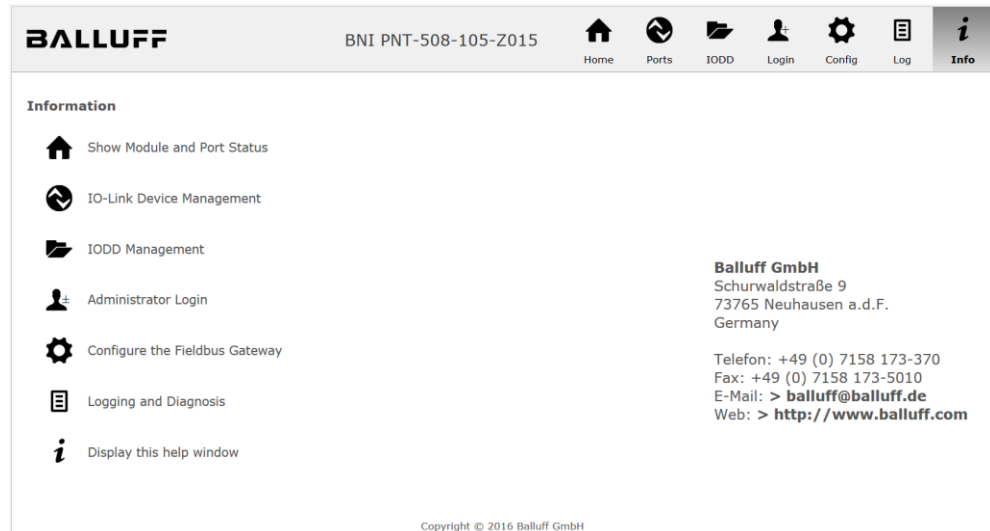 BALLUFF
BNI PNT-508-105-Z015
Home
Ports
IODD
Login
Config
Log
Info
Information
Show Module and Port Status
IO-Link Device Management
IODD Management
Administrator Login
Configure the Fieldbus Gateway
Logging and Diagnosis
Display this help window
Balluff GmbH
Schurwaldstraße 9
73765 Neuhausen a.d.F.
Germany
Telefon: +49 (0) 7158 173-370
Fax: +49 (0) 7158 173-5010
E-Mail: > balluff@balluff.de
Web: > http://www.balluff.com
Copyright © 2016 Balluff GmbH